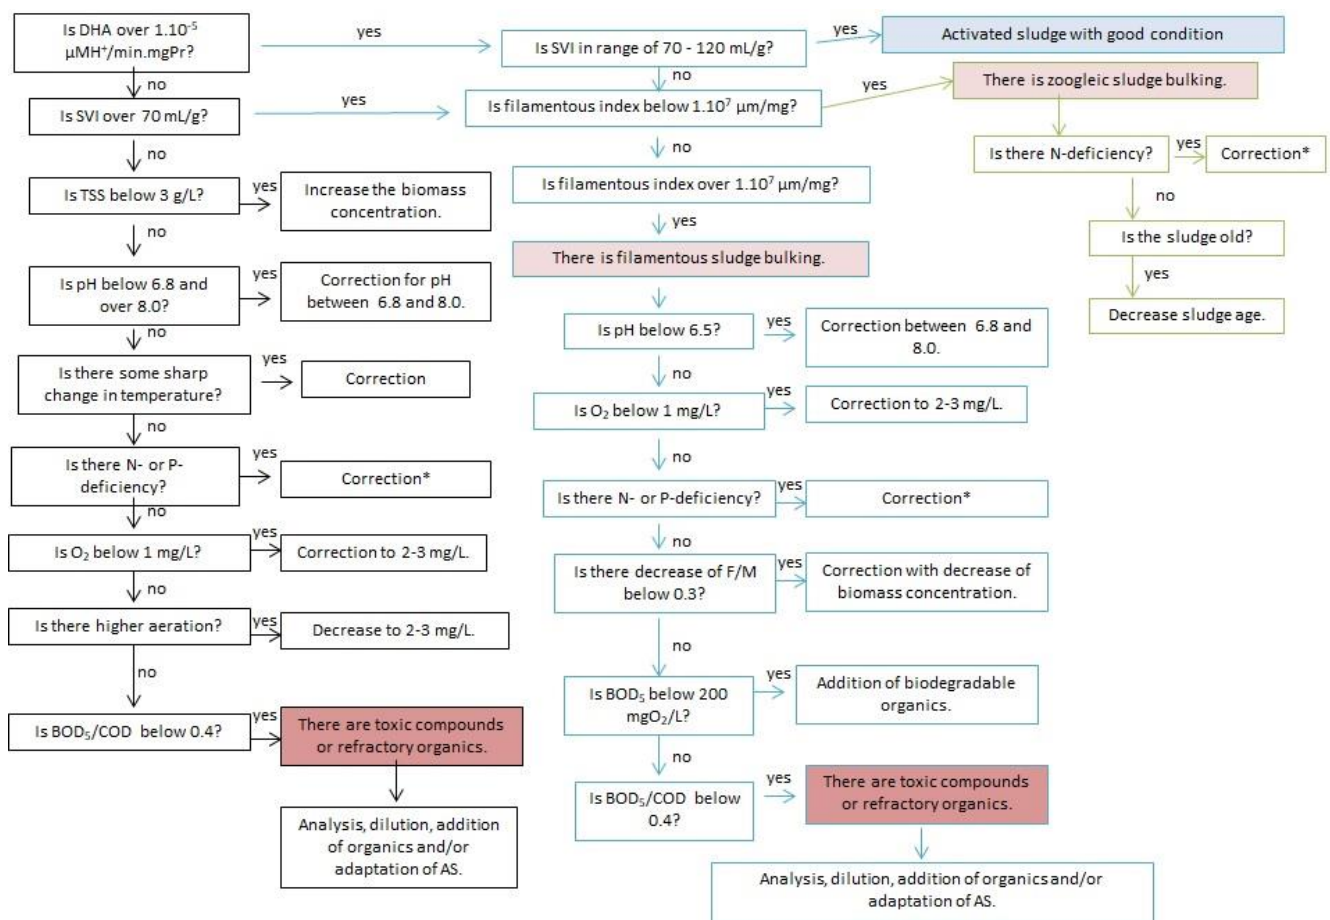 Is DHA over 1.10⁻⁵
µMH⁺/min.mgPr?
yes
Is SVI in range of 70 - 120 mL/g?
yes
Activated sludge with good condition
no
no
yes
There is zoogleic sludge bulking.
Is SVI over 70 mL/g?
yes
Is filamentous index below 1.10⁷ µm/mg?
no
no
Is there N-deficiency?
yes
Correction*
Is TSS below 3 g/L?
yes
Increase the biomass
concentration.
Is filamentous index over 1.10⁷ µm/mg?
no
no
yes
Is the sludge old?
There is filamentous sludge bulking.
yes
Is pH below 6.8 and
over 8.0?
yes
Correction for pH
between 6.8 and 8.0.
Decrease sludge age.
no
Is pH below 6.5?
yes
Correction between 6.8 and
8.0.
Is there some sharp
change in temperature?
yes
Correction
no
Is O₂ below 1 mg/L?
yes
Correction to 2-3 mg/L.
no
no
Is there N- or P-
deficiency?
yes
Correction*
Is there N- or P-deficiency?
yes
Correction*
no
no
Is O₂ below 1 mg/L?
yes
Correction to 2-3 mg/L.
Is there decrease of F/M
below 0.3?
yes
Correction with decrease of
biomass concentration.
no
Is there higher aeration?
yes
Decrease to 2-3 mg/L.
no
no
Is BOD₅ below 200
mgO₂/L?
yes
Addition of biodegradable
organics.
Is BOD₅/COD below 0.4?
yes
There are toxic compounds
or refractory organics.
no
Is BOD₅/COD below
0.4?
yes
There are toxic compounds
or refractory organics.
Analysis, dilution, addition
of organics and/or
adaptation of AS.
Analysis, dilution, addition of organics and/or
adaptation of AS.